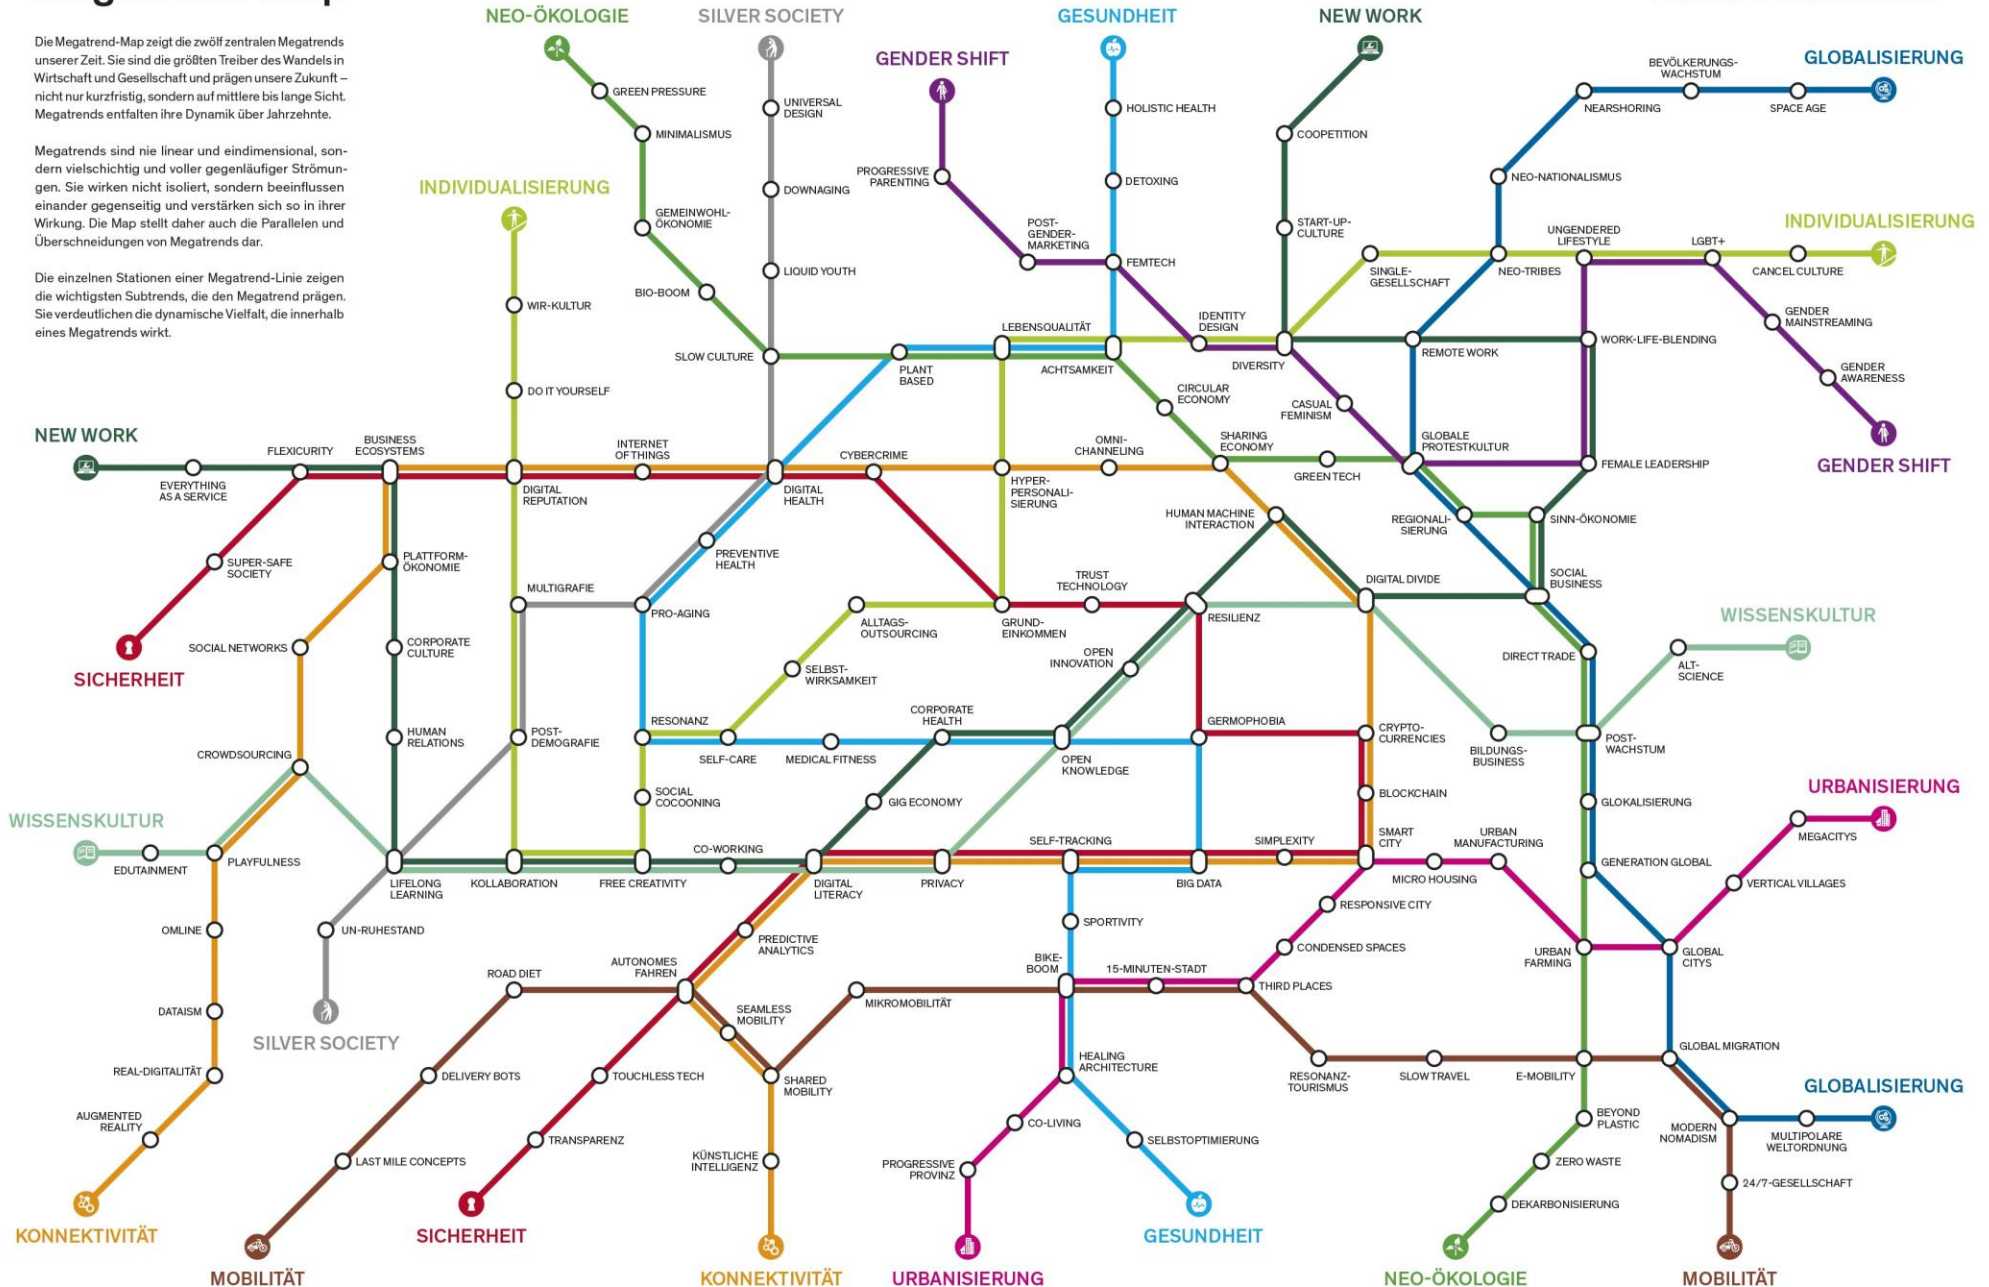 NEO-ÖKOLOGIE
SILVER SOCIETY
GESUNDHEIT
NEW WORK
GENDER SHIFT
GLOBALISIERUNG
Die Megatrend-Map zeigt die zwölf zentralen Megatrends
unserer Zeit. Sie sind die größten Treiber des Wandels in
Wirtschaft und Gesellschaft und prägen unsere Zukunft –
nicht nur kurzfristig, sondern auf mittlere bis lange Sicht.
Megatrends entfalten ihre Dynamik über Jahrzehnte.
Megatrends sind nie linear und eindimensional, son-
dern vielschichtig und voller gegenläufiger Strömun-
gen. Sie wirken nicht isoliert, sondern beeinflussen
einander gegenseitig und verstärken sich so in ihrer
Wirkung. Die Map stellt daher auch die Parallelen und
Überschneidungen von Megatrends dar.
Die einzelnen Stationen einer Megatrend-Linie zeigen
die wichtigsten Subtrends, die den Megatrend prägen.
Sie verdeutlichen die dynamische Vielfalt, die innerhalb
eines Megatrends wirkt.
GREEN PRESSURE
MINIMALISMUS
GEMEINWOHL-
ÖKONOMIE
BIO-BOOM
SLOW CULTURE
UNIVERSAL
DESIGN
DOWNAGING
LIQUID YOUTH
PROGRESSIVE
PARENTING
POST-
GENDER-
MARKETING
HOLISTIC HEALTH
DETOXING
FEMTECH
COOPETITION
START-UP-
CULTURE
BEVÖLKERUNGS-
WACHSTUM
NEARSHORING
SPACE AGE
NEO-NATIONALISMUS
INDIVIDUALISIERUNG
INDIVIDUALISIERUNG
SINGLE-
GESELLSCHAFT
NEO-TRIBES
UNGENDERED
LIFESTYLE
LGBT+
CANCEL CULTURE
WIR-KULTUR
DO IT YOURSELF
LEBENSQUALITÄT
IDENTITY
DESIGN
PLANT
BASED
ACHTSAMKEIT
DIVERSITY
REMOTE WORK
WORK-LIFE-BLENDING
GENDER
MAINSTREAMING
GENDER
AWARENESS
CIRCULAR
ECONOMY
CASUAL
FEMINISM
NEW WORK
FLEXICURITY
BUSINESS
ECOSYSTEMS
INTERNET
OF THINGS
CYBERCRIME
OMNI-
CHANNELING
SHARING
ECONOMY
GLOBALE
PROTESTKULTUR
GREEN TECH
FEMALE LEADERSHIP
GENDER SHIFT
EVERYTHING
AS A SERVICE
DIGITAL
REPUTATION
DIGITAL
HEALTH
HYPER-
PERSONALI-
SIERUNG
HUMAN MACHINE
INTERACTION
REGIONALI-
SIERUNG
SINN-ÖKONOMIE
SUPER-SAFE
SOCIETY
PLATTFORM-
ÖKONOMIE
PREVENTIVE
HEALTH
MULTIGRAFIE
PRO-AGING
TRUST
TECHNOLOGY
DIGITAL DIVIDE
SOCIAL
BUSINESS
ALLTAGS-
OUTSOURCING
GRUND-
EINKOMMEN
RESILIENZ
WISSENSKULTUR
SICHERHEIT
SOCIAL NETWORKS
CORPORATE
CULTURE
SELBST-
WIRKSAMKEIT
OPEN
INNOVATION
DIRECT TRADE
ALT-
SCIENCE
CROWDSOURCING
HUMAN
RELATIONS
POST-
DEMOGRAFIE
RESONANZ
SELF-CARE
MEDICAL FITNESS
CORPORATE
HEALTH
OPEN
KNOWLEDGE
GERMOPHOBIA
CRYPTO-
CURRENCIES
BILDUNGS-
BUSINESS
POST-
WACHSTUM
SOCIAL
COCOONING
GIG ECONOMY
BLOCKCHAIN
GLOKALISIERUNG
URBANISIERUNG
MEGACITYS
WISSENSKULTUR
EDUTAINMENT
PLAYFULNESS
LIFELONG
LEARNING
KOLLABORATION
FREE CREATIVITY
CO-WORKING
DIGITAL
LITERACY
PRIVACY
SELF-TRACKING
BIG DATA
SIMPLEXITY
SMART
CITY
MICRO HOUSING
URBAN
MANUFACTURING
GENERATION GLOBAL
VERTICAL VILLAGES
OMLINE
UN-RUHESTAND
PREDICTIVE
ANALYTICS
SPORTIVITY
RESPONSIVE CITY
CONDENSED SPACES
URBAN
FARMING
GLOBAL
CITYS
ROAD DIET
AUTONOMES
FAHREN
BIKE-
BOOM
15-MINUTEN-STADT
THIRD PLACES
DATAISM
SILVER SOCIETY
SEAMLESS
MOBILITY
MIKROMOBILITÄT
REAL-DIGITALITÄT
DELIVERY BOTS
TOUCHLESS TECH
SHARED
MOBILITY
HEALING
ARCHITECTURE
RESONANZ-
TOURISMUS
SLOW TRAVEL
E-MOBILITY
GLOBAL MIGRATION
GLOBALISIERUNG
AUGMENTED
REALITY
TRANSPARENZ
CO-LIVING
SELBSTOPTIMIERUNG
BEYOND
PLASTIC
MODERN
NOMADISM
MULTIPOLARE
WELTORDNUNG
LAST MILE CONCEPTS
KÜNSTLICHE
INTELLIGENZ
PROGRESSIVE
PROVINZ
ZERO WASTE
24/7-GESELLSCHAFT
DEKARBONISIERUNG
KONNEKTIVITÄT
SICHERHEIT
GESUNDHEIT
MOBILITÄT
KONNEKTIVITÄT
URBANISIERUNG
NEO-ÖKOLOGIE
MOBILITÄT